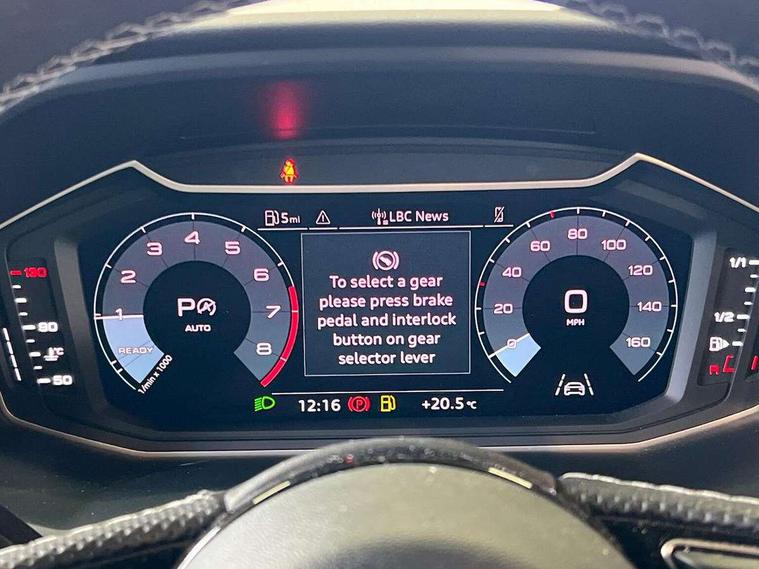 5mi
LBC News
To select a gear
please press brake
pedal and interlock
button on gear
selector lever
1
2
3
4
5
6
7
8
READY
1/min x 1000
P
A
AUTO
0
20
40
60
80
100
120
140
160
0
MPH
130
90
°C
50
1/1
1/2
R
12:16
P
+20.5 °C